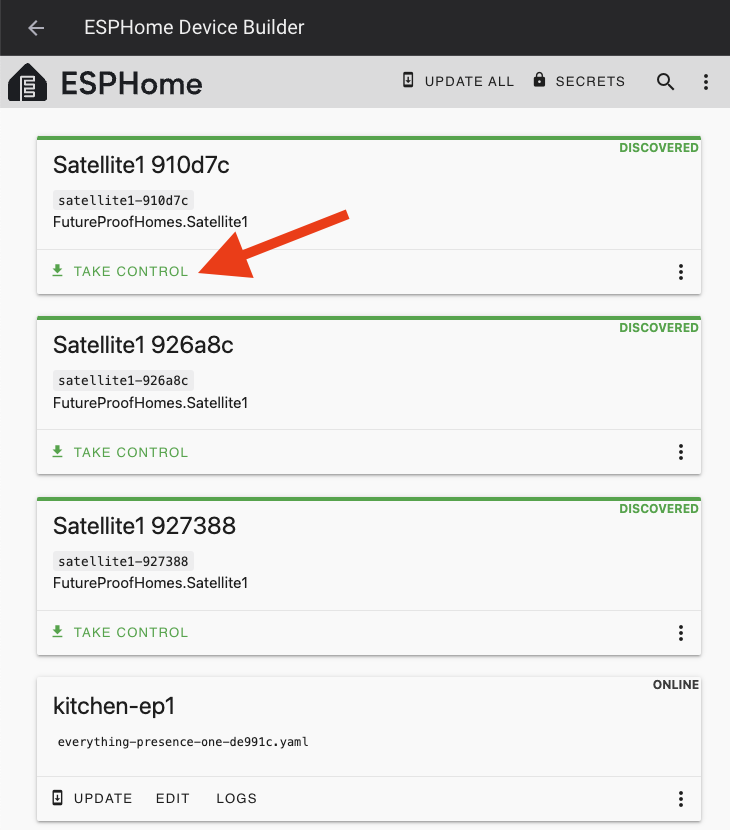 ESPHome Device Builder
ESPHome
UPDATE ALL
SECRETS
DISCOVERED
Satellite1 910d7c
satellite1-910d7c
FutureProofHomes.Satellite1
TAKE CONTROL
DISCOVERED
Satellite1 926a8c
satellite1-926a8c
FutureProofHomes.Satellite1
TAKE CONTROL
DISCOVERED
Satellite1 927388
satellite1-927388
FutureProofHomes.Satellite1
TAKE CONTROL
ONLINE
kitchen-ep1
everything-presence-one-de991c.yaml
UPDATE EDIT LOGS